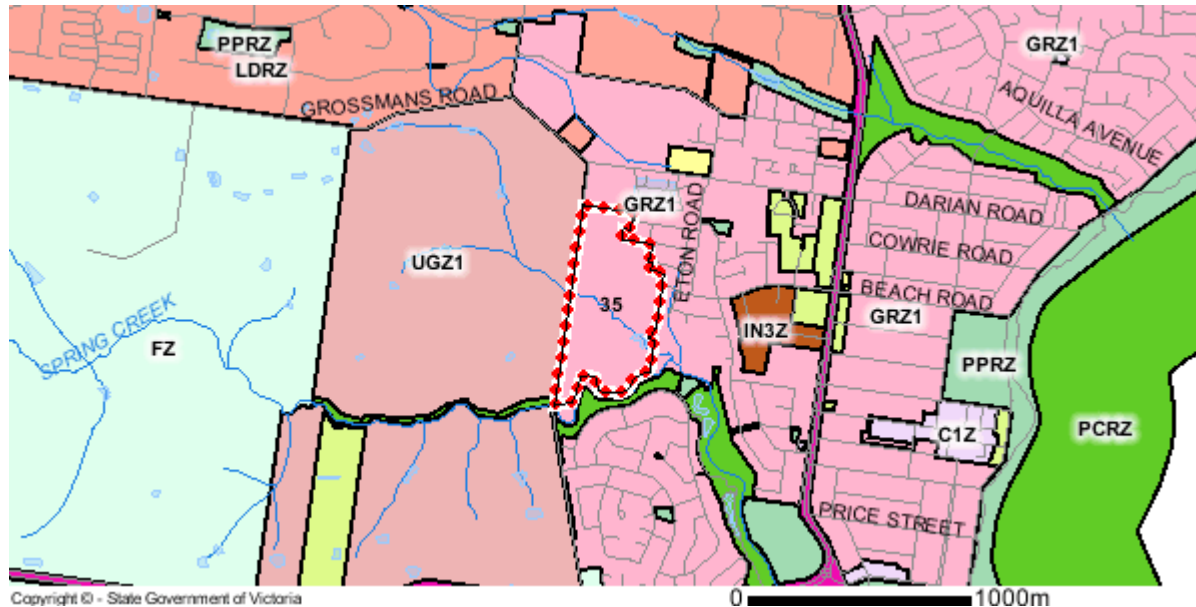 PPRZ
LDRZ
GRZ1
GROSSMANS ROAD
AQUILLA AVENUE
GRZ1
ETON ROAD
DARIAN ROAD
COWRIE ROAD
UGZ1
BEACH ROAD
35
SPRING CREEK
FZ
IN3Z
GRZ1
PPRZ
C1Z
PCRZ
PRICE STREET
Copyright © - State Government of Victoria
0 1000m